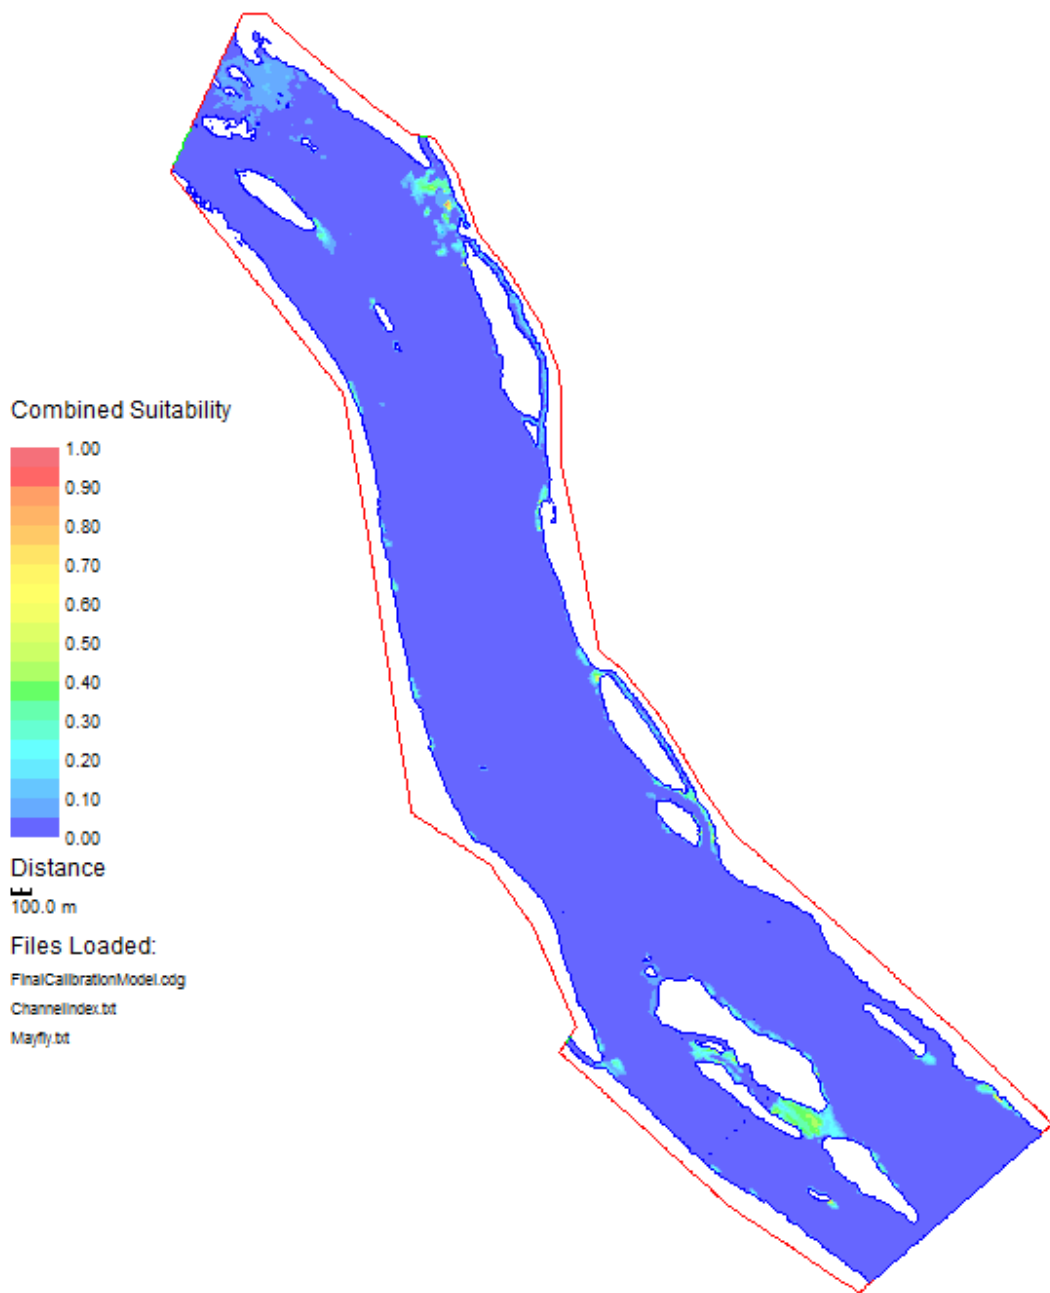 Combined Suitability
1.00
0.90
0.80
0.70
0.60
0.50
0.40
0.30
0.20
0.10
0.00
Distance
100.0 m
Files Loaded:
FinalCalibrationModel.cdg
ChannelIndex.txt
Mayfly.txt